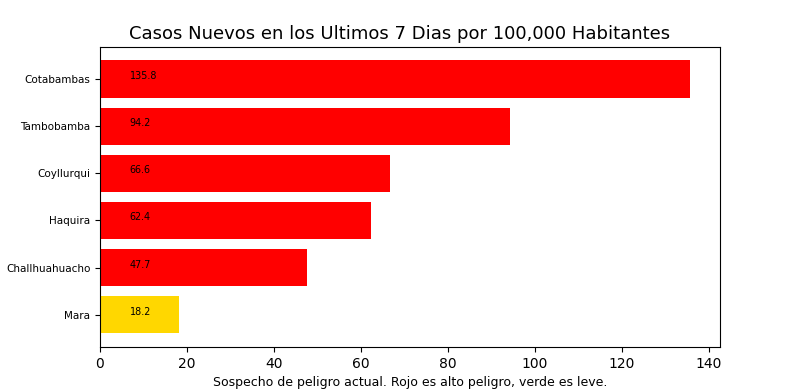 Casos Nuevos en los Ultimos 7 Dias por 100,000 Habitantes
Cotabambas 135.8
Tambobamba 94.2
Coyllurqui 66.6
Haquira 62.4
Challhuahuacho 47.7
Mara 18.2
0 20 40 60 80 100 120 140
Sospecho de peligro actual. Rojo es alto peligro, verde es leve.